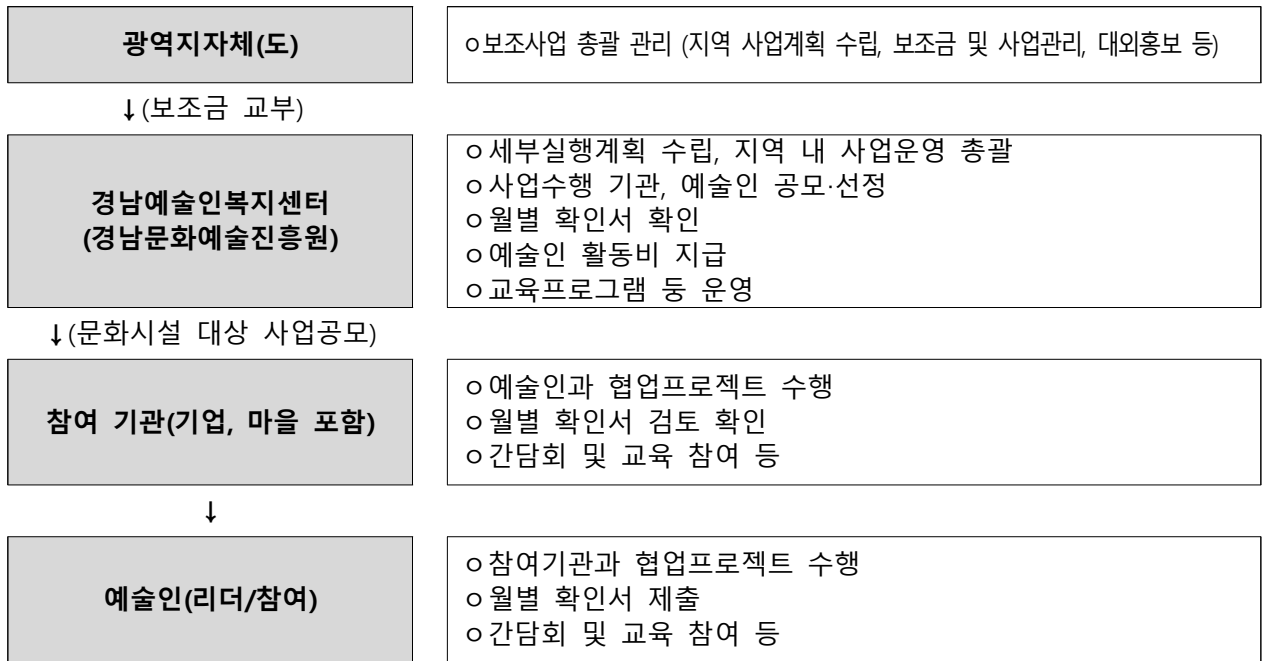 광역지자체(도)
ㅇ보조사업 총괄 관리 (지역 사업계획 수립, 보조금 및 사업관리, 대외홍보 등)
↓(보조금 교부)
경남예술인복지센터
(경남문화예술진흥원)
ㅇ세부실행계획 수립, 지역 내 사업운영 총괄
ㅇ사업수행 기관, 예술인 공모·선정
ㅇ월별 확인서 확인
ㅇ예술인 활동비 지급
ㅇ교육프로그램 둥 운영
↓(문화시설 대상 사업공모)
참여 기관(기업, 마을 포함)
ㅇ예술인과 협업프로젝트 수행
ㅇ월별 확인서 검토 확인
ㅇ간담회 및 교육 참여 등
↓
예술인(리더/참여)
ㅇ참여기관과 협업프로젝트 수행
ㅇ월별 확인서 제출
ㅇ간담회 및 교육 참여 등